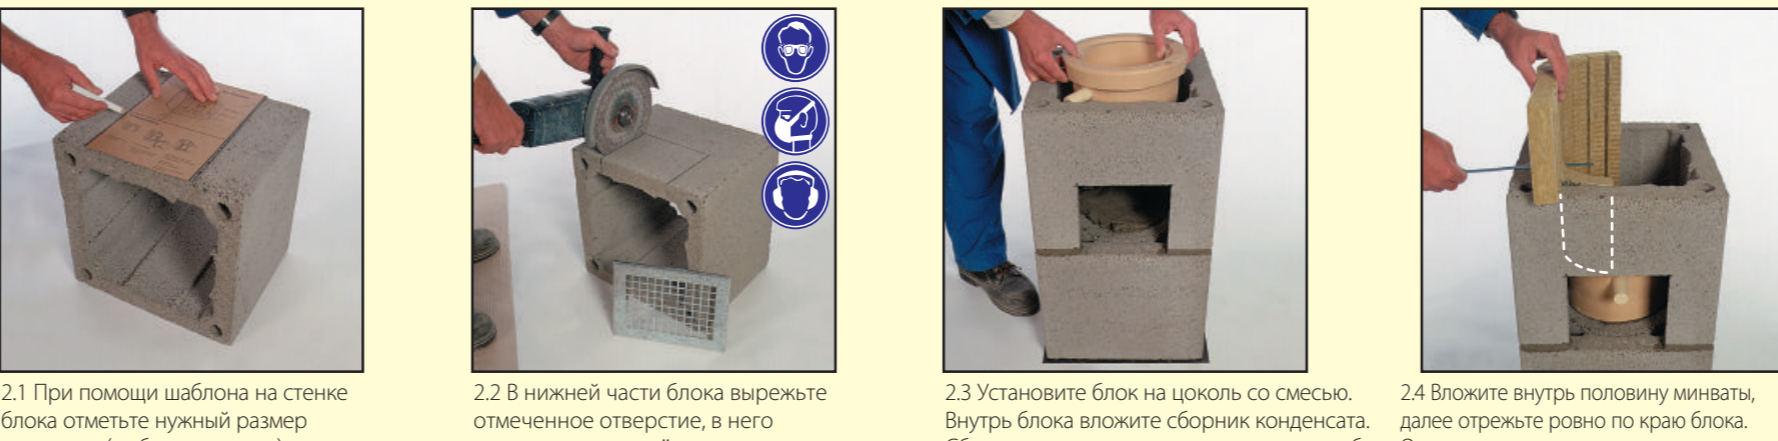 2.1 При помощи шаблона на стенке
блока отметьте нужный размер
2.2 В нижней части блока вырежьте
отмеченное отверстие, в него
2.3 Установите блок на цоколь со смесью.
Внутрь блока вложите сборник конденсата.
2.4 Вложите внутрь половину минваты,
далее отрежьте ровно по краю блока.